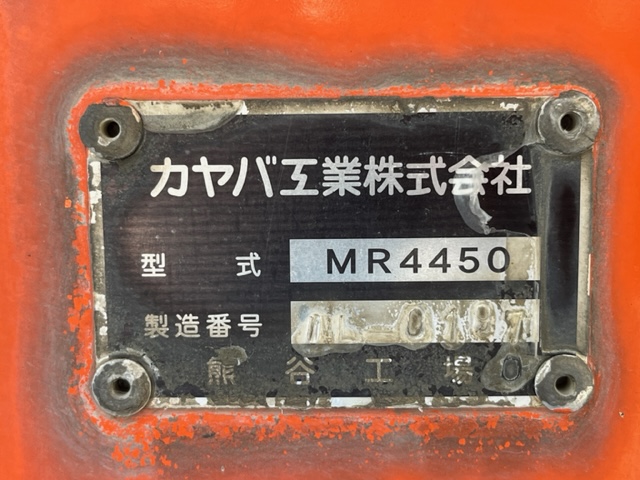 カヤバ工業株式会社
型式 MR4450
製造番号
熊谷工場